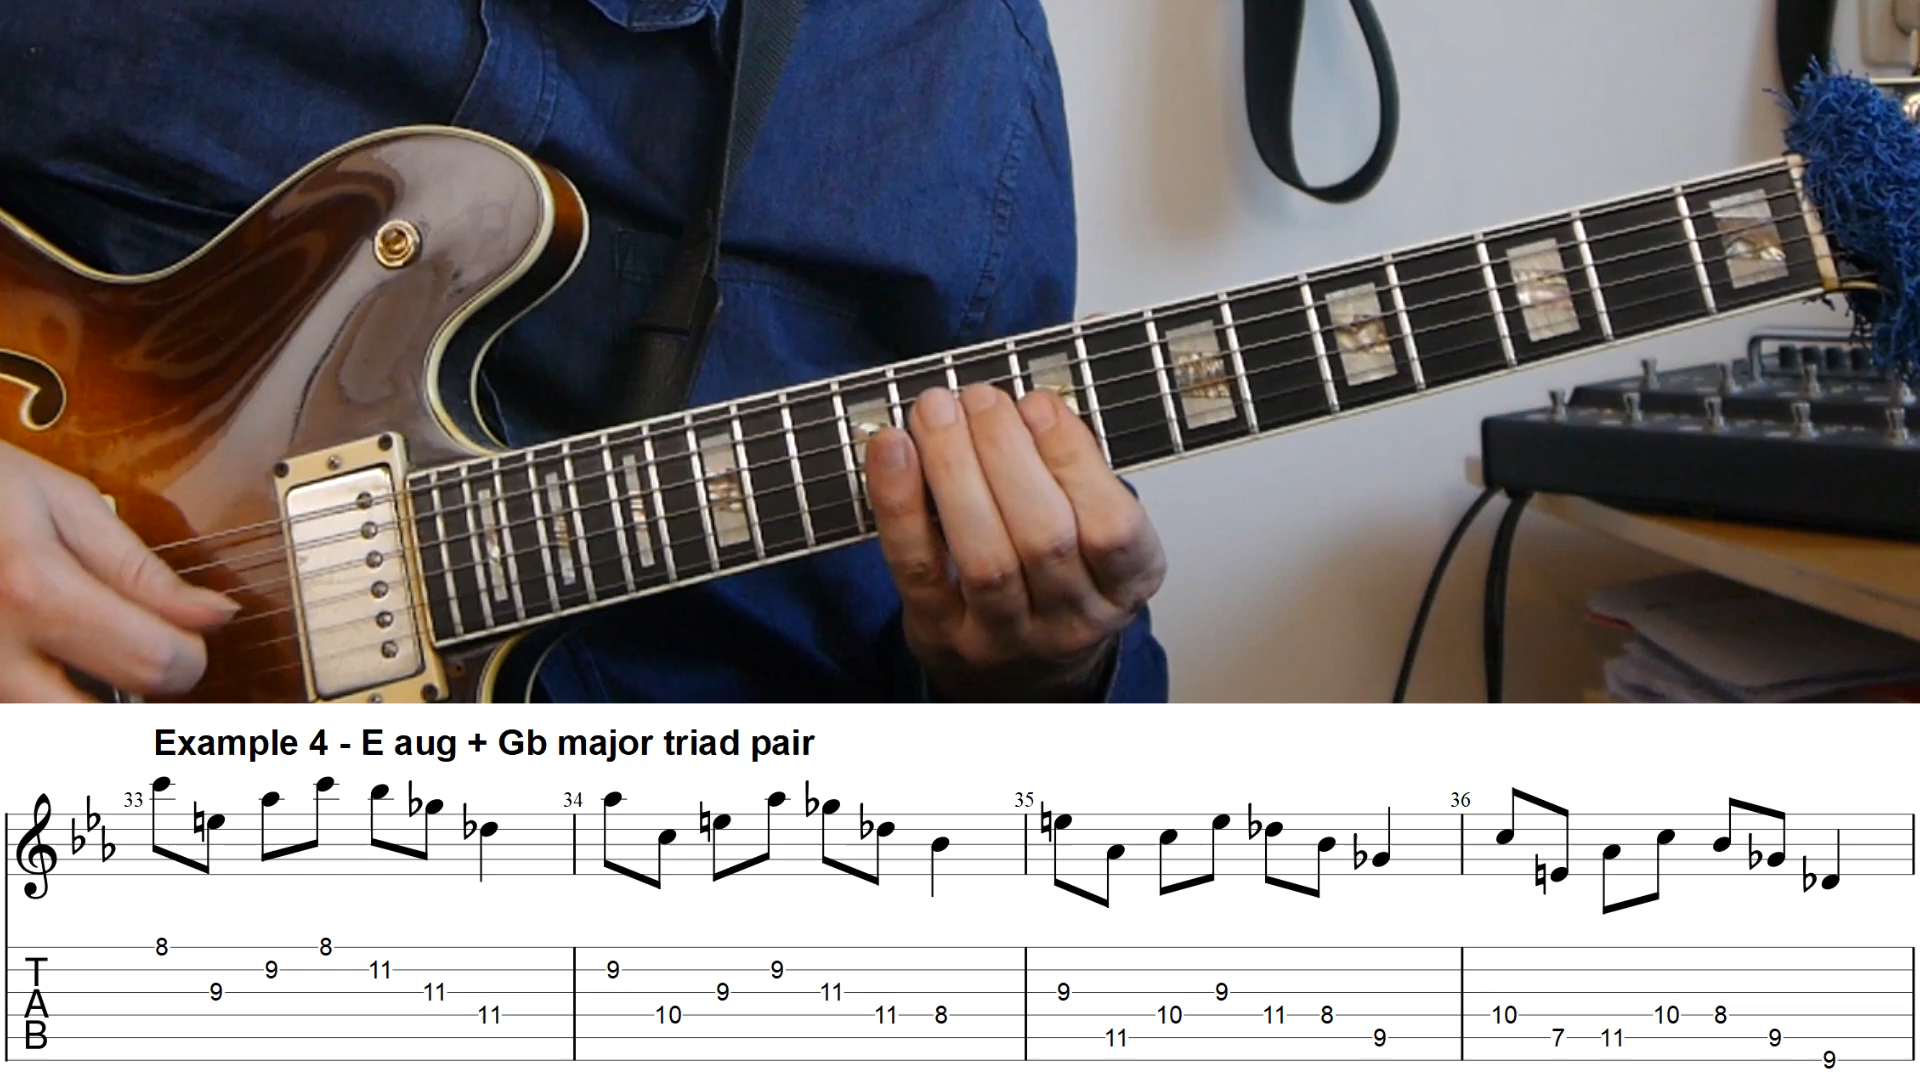 Example 4 - E aug + Gb major triad pair
33 34 35 36
8 8
T 9 11 9 9
9 11 9 11 9 9
A 11 10 11 8 10 11 8 10 10 8
B 11 9 7 11 9
9